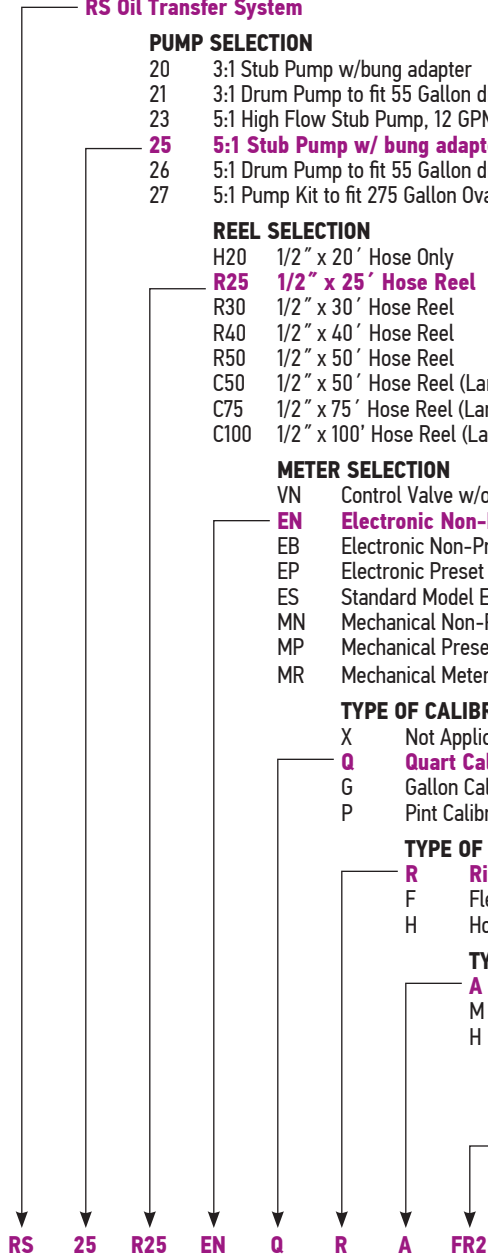 RS Oil Transfer System
PUMP SELECTION
20 3:1 Stub Pump w/bung adapter
21 3:1 Drum Pump to fit 55 Gallon
23 5:1 High Flow Stub Pump, 12
25 5:1 Stub Pump w/ bung
26 5:1 Drum Pump to fit 55 Gallon
27 5:1 Pump Kit to fit 275 Gallon
REEL SELECTION
H20 1/2˝ x 20´ Hose Only
R25 1/2˝ x 25´ Hose Reel
R30 1/2˝ x 30´ Hose Reel
R40 1/2˝ x 40´ Hose Reel
R50 1/2˝ x 50´ Hose Reel
C50 1/2˝ x 50´ Hose Reel
C75 1/2˝ x 75´ Hose Reel
C100 1/2˝ x 100’ Hose Reel
METER SELECTION
VN Control Valve
EN Electronic
EB Electronic
EP Electronic Preset
ES Standard Model
MN Mechanical
MP Mechanical
MR Mechanical Meter
TYPE OF
X Not
Q Quart
G Gallon
P Pint
TYPE OF
R
F
H
A
M
H
RS 25 R25 EN Q R A FR2